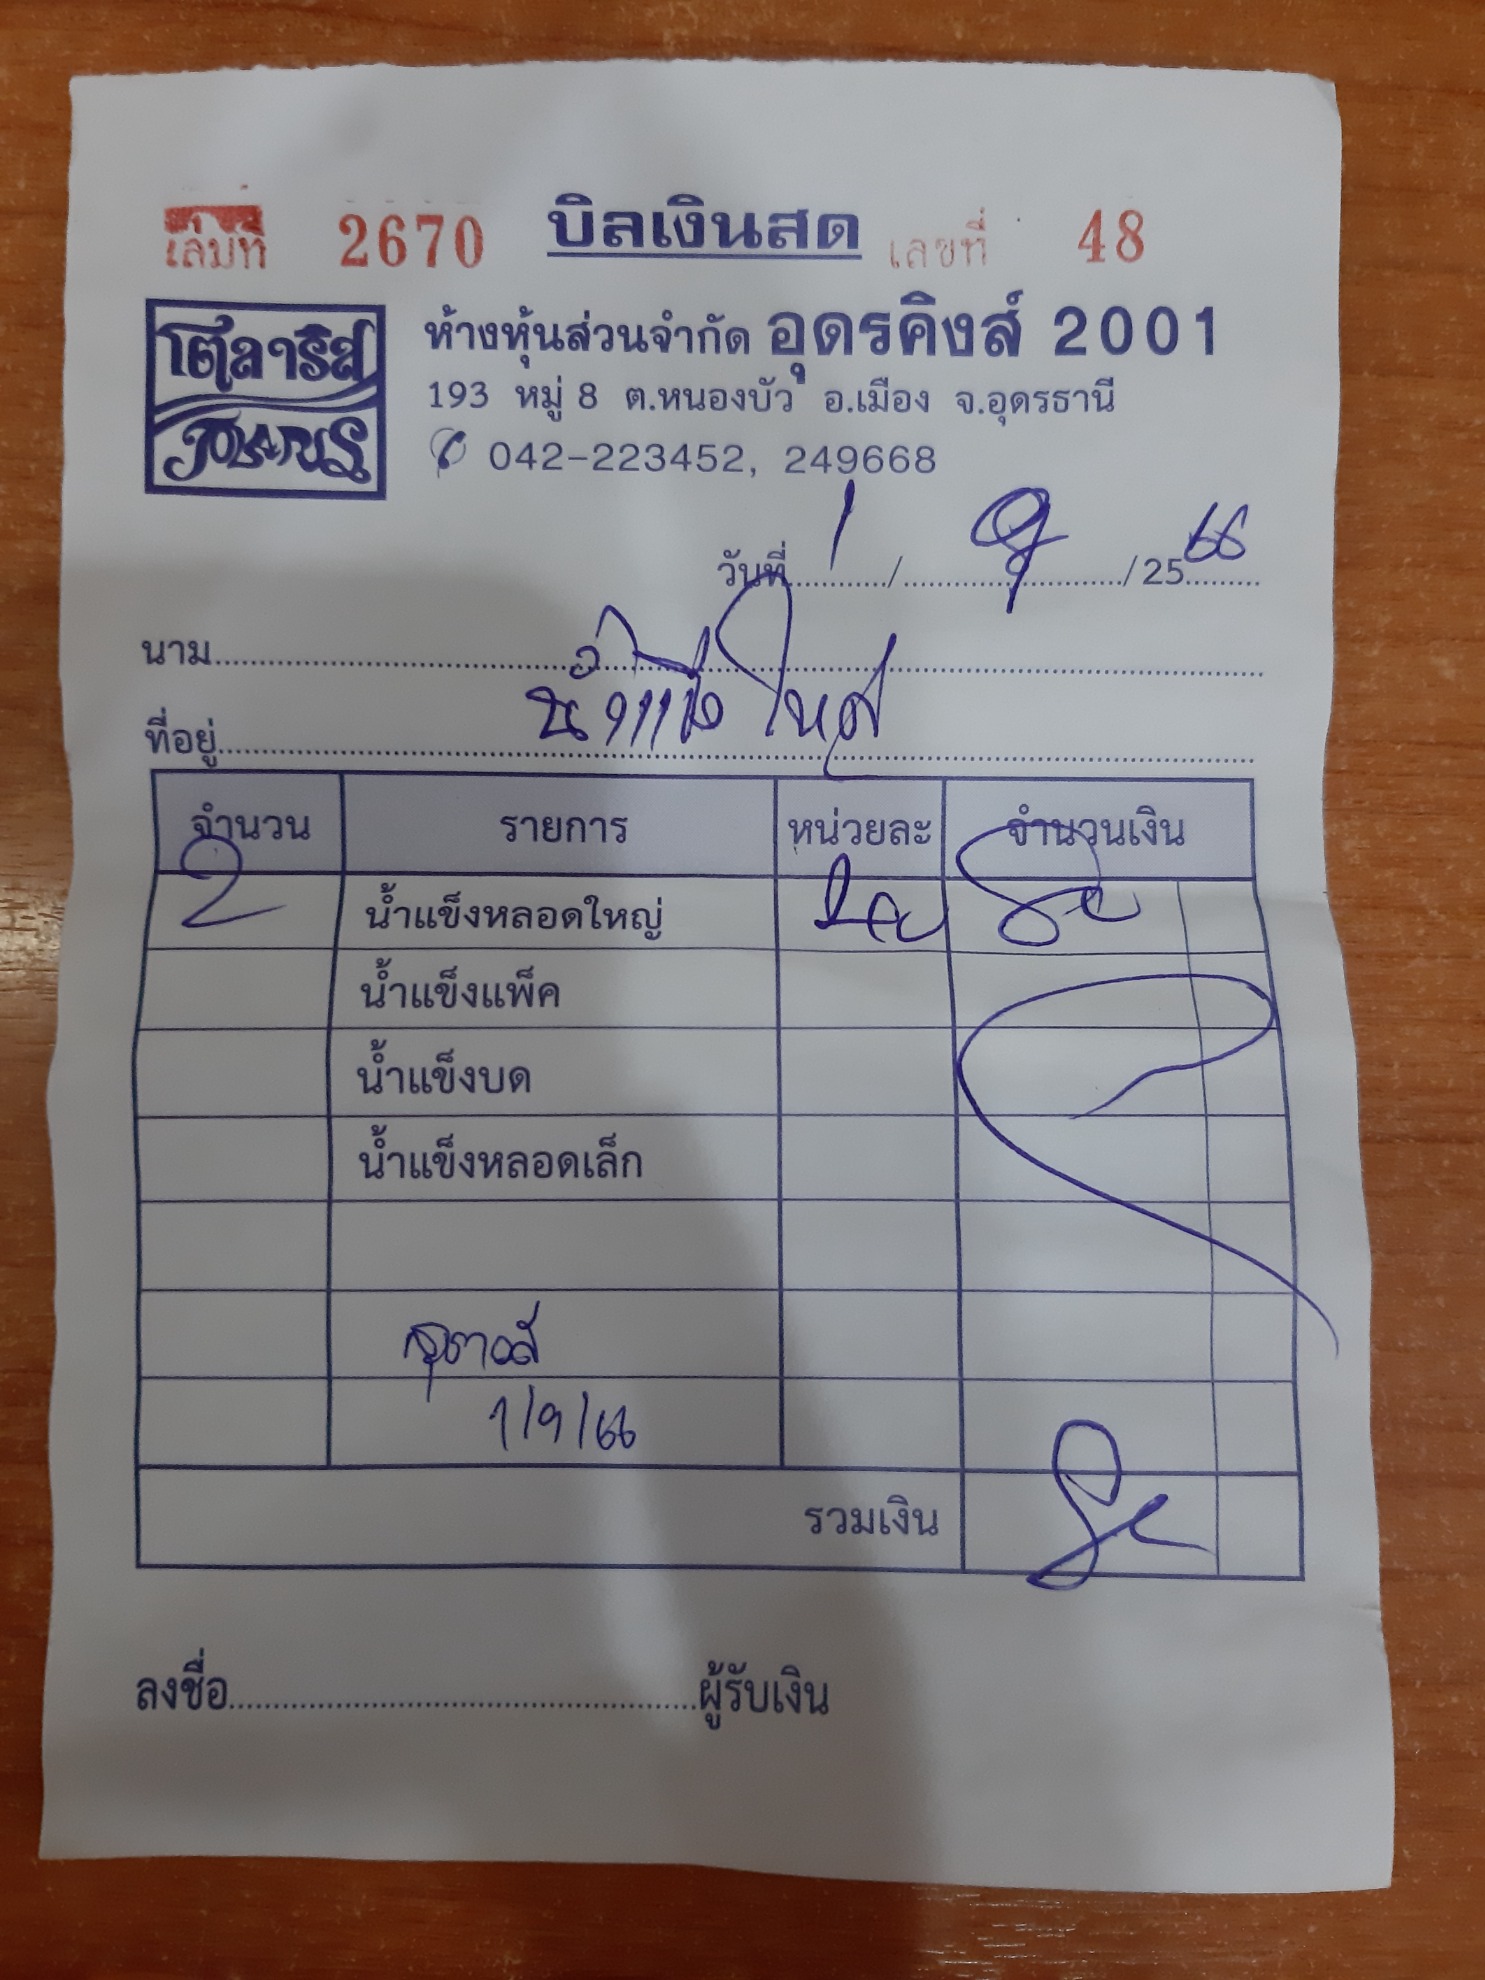 เล่มที่ 2670 บิลเงินสด เลขที่ 48
โตลาริส
ห้างหุ้นส่วนจำกัด อุดรคิงส์ 2001
193 หมู่ 8 ต.หนองบัว อ.เมือง จ.อุดรธานี
042-223452, 249668
วันที่ 1 / 9 / 2566
นาม
ที่อยู่
จำนวน รายการ หน่วยละ จำนวนเงิน
2 น้ำแข็งหลอดใหญ่
น้ำแข็งแพ็ค
น้ำแข็งบด
น้ำแข็งหลอดเล็ก
1/9/66
รวมเงิน
ลงชื่อ ผู้รับเงิน